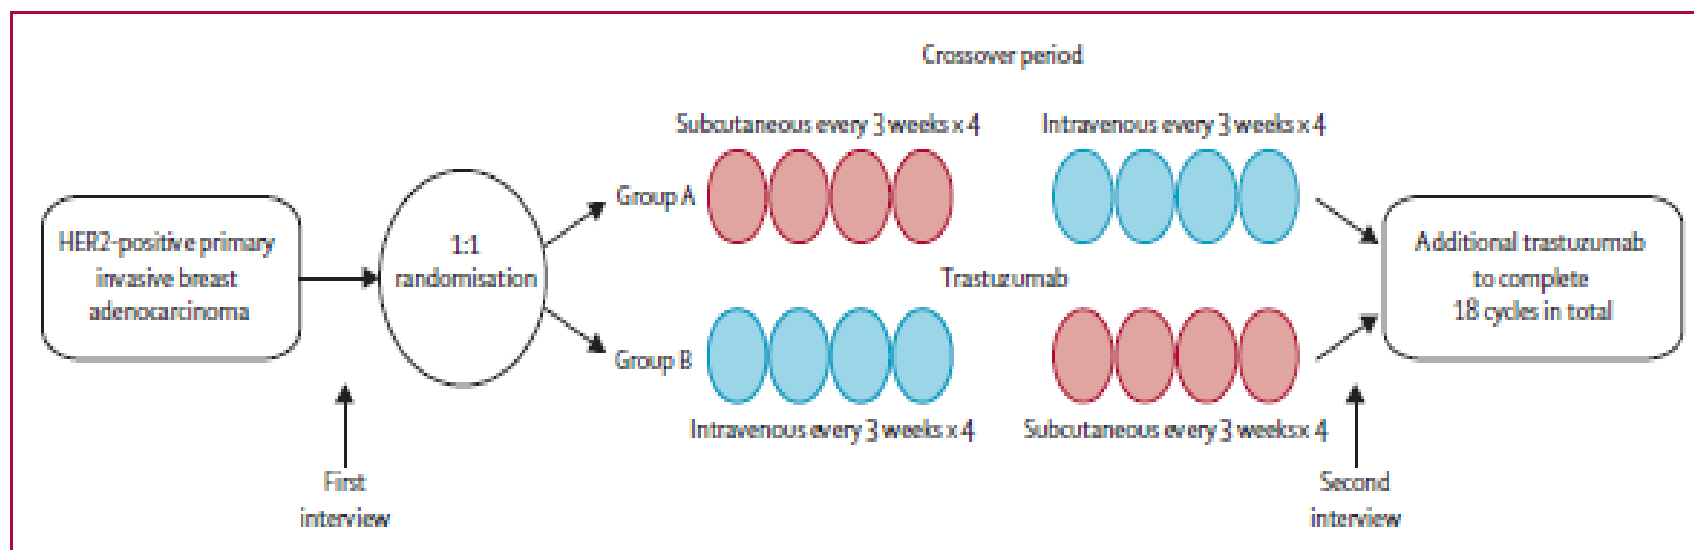 Crossover period
Subcutaneous every 3 weeks x 4
Intravenous every 3 weeks x 4
Group A
HER2-positive primary
invasive breast
adenocarcinoma
1:1
randomisation
Trastuzumab
Additional trastuzumab
to complete
18 cycles in total
Group B
Intravenous every 3 weeks x 4
Subcutaneous every 3 weeks x 4
First
interview
Second
interview